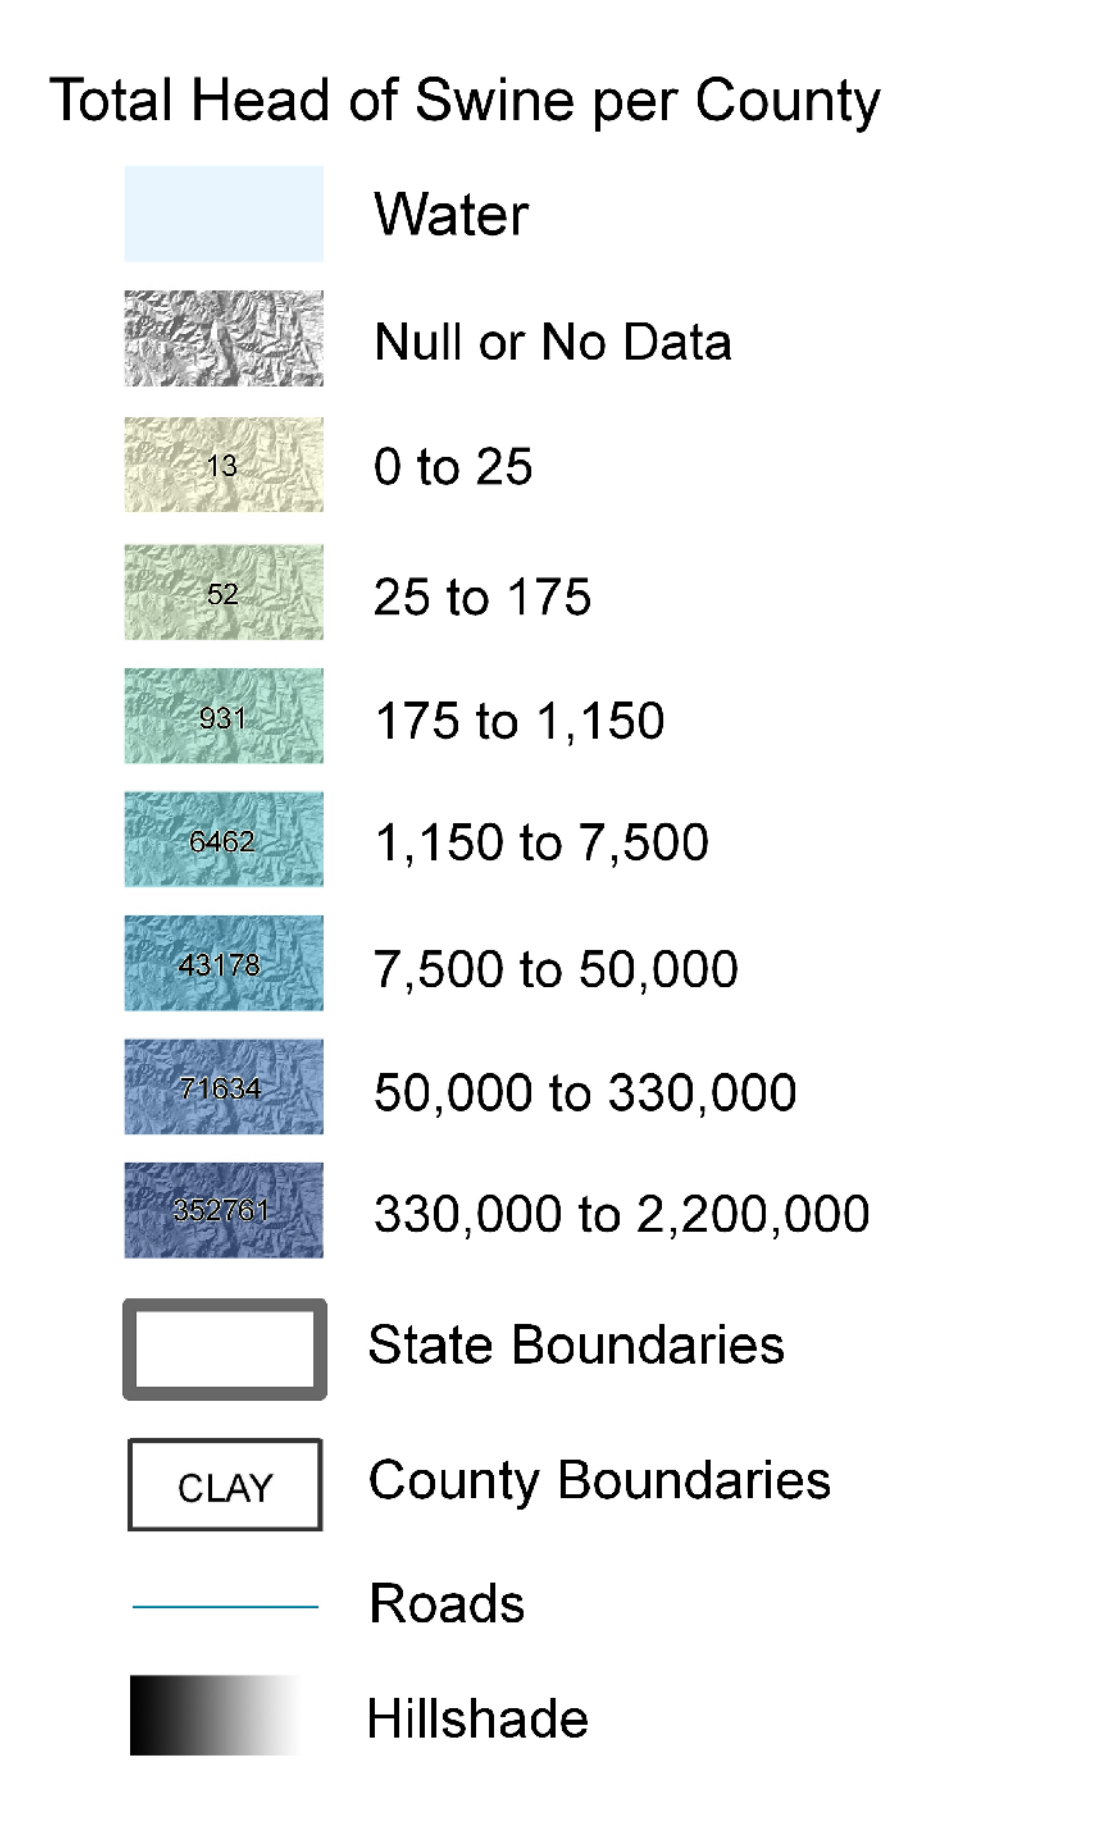 Total Head of Swine per County
Water
Null or No Data
13 0 to 25
52 25 to 175
931 175 to 1,150
6462 1,150 to 7,500
43178 7,500 to 50,000
71634 50,000 to 330,000
352761 330,000 to 2,200,000
State Boundaries
CLAY County Boundaries
Roads
Hillshade